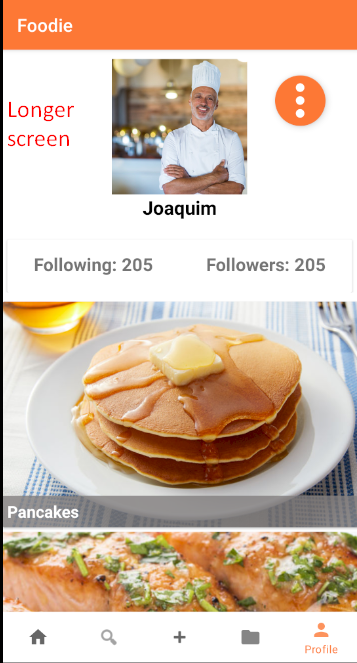 Foodie
Longer
screen
Joaquim
Following: 205
Followers: 205
Pancakes
Profile